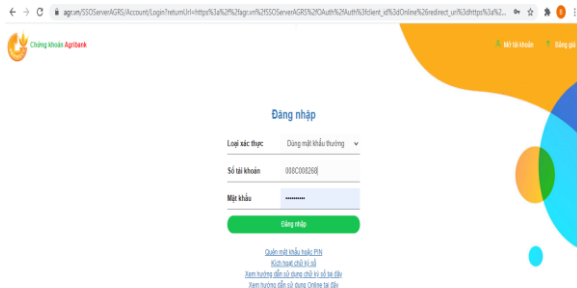 agr.vn/SSOServerAGRS/Account/Login?returnUrl=https%3a%2f%2fagr.vn%2fSSOServerAGRS%2fOAuth%2fAuth%3fclient_id%3dOnline%26redirect_uri%3dhttps%3a%2...
Chứng khoán Agribank
Mở tài khoản
Bảng giá
Đăng nhập
Loại xác thực
Dùng mật khẩu thường
Số tài khoản
008C008268
Mật khẩu
Đăng nhập
Quên mật khẩu hoặc PIN
Kích hoạt chữ ký số
Xem hướng dẫn sử dụng chữ ký số tại đây
Xem hướng dẫn sử dụng Online tại đây